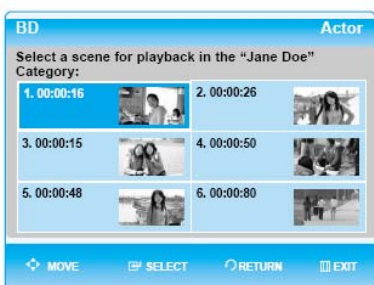 BD Actor
Select a scene for playback in the “Jane Doe”
Category:
1. 00:00:16 2. 00:00:26
3. 00:00:15 4. 00:00:50
5. 00:00:48 6. 00:00:80
MOVE SELECT RETURN EXIT